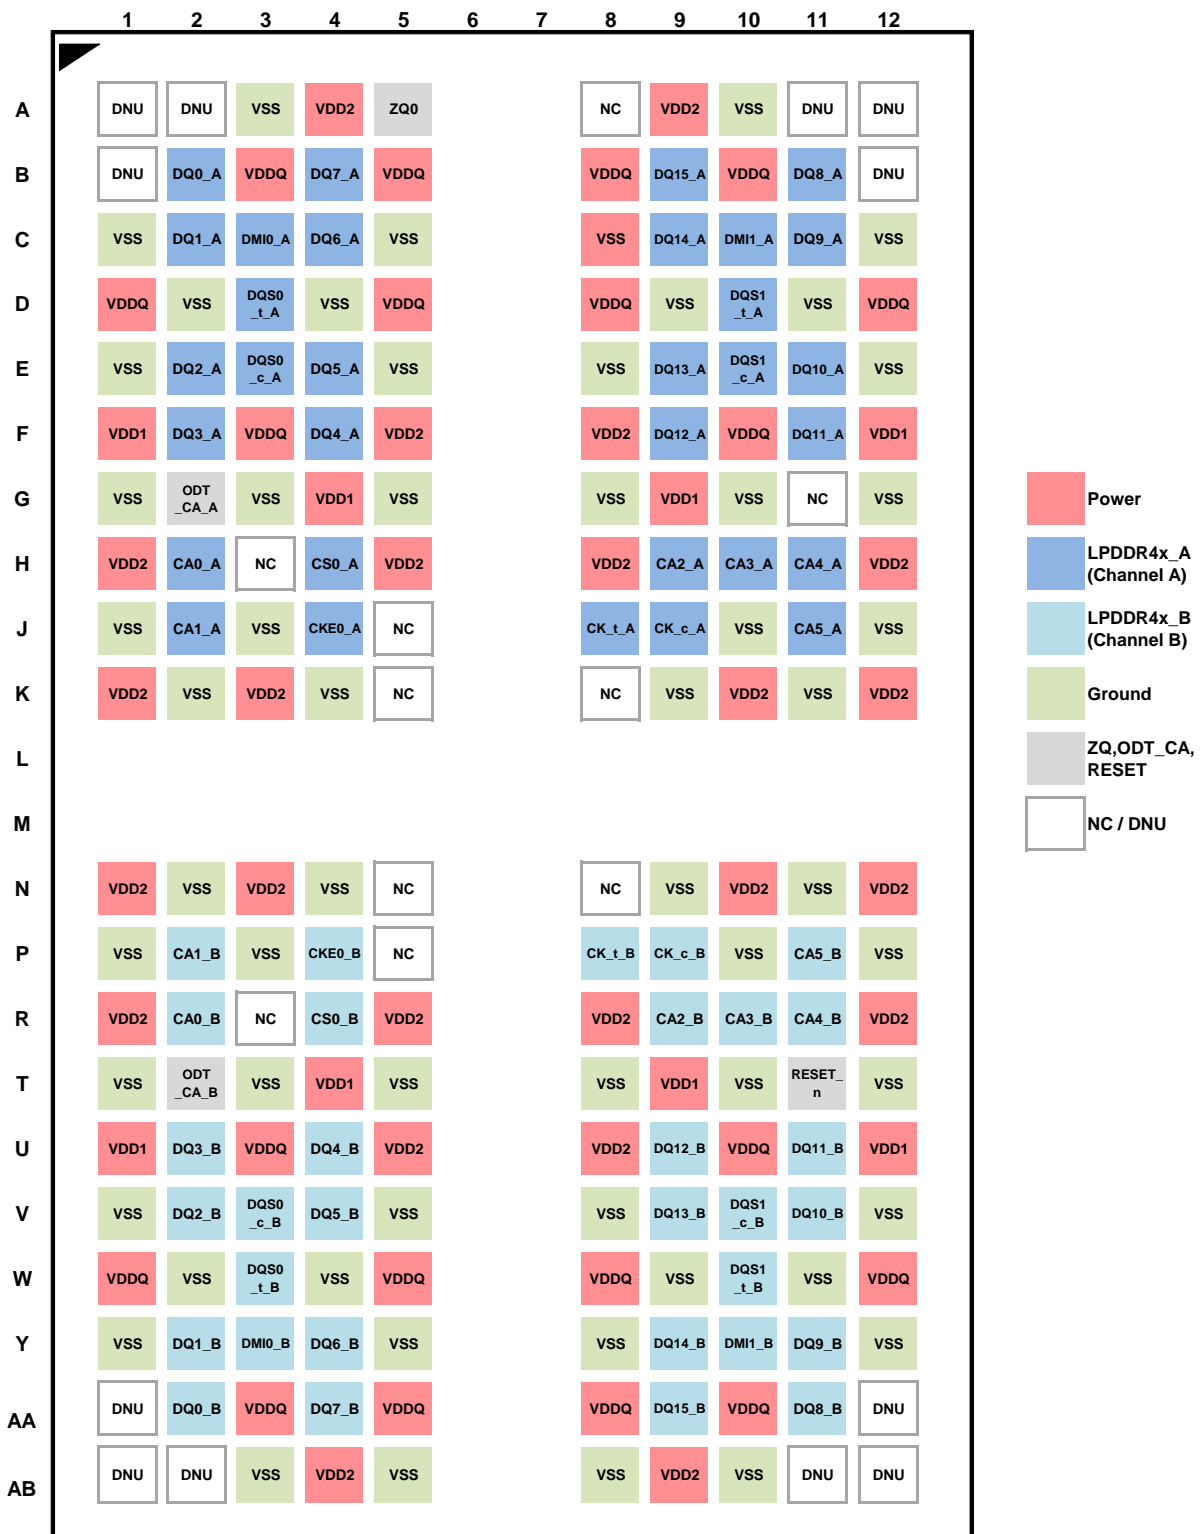 1 2 3 4 5 6 7 8 9 10 11 12
A DNU DNU VSS VDD2 ZQ0 NC VDD2 VSS DNU DNU
B DNU DQ0_A VDDQ DQ7_A VDDQ VDDQ DQ15_A VDDQ DQ8_A DNU
C VSS DQ1_A DMI0_A DQ6_A VSS VSS DQ14_A DMI1_A DQ9_A VSS
D VDDQ VSS DQS0_t_A VSS VDDQ VDDQ VSS DQS1_t_A VSS VDDQ
E VSS DQ2_A DQS0_c_A DQ5_A VSS VSS DQ13_A DQS1_c_A DQ10_A VSS
F VDD1 DQ3_A VDDQ DQ4_A VDD2 VDD2 DQ12_A VDDQ DQ11_A VDD1
G VSS ODT_CA_A VSS VDD1 VSS VSS VDD1 VSS NC VSS
H VDD2 CA0_A NC CS0_A VDD2 VDD2 CA2_A CA3_A CA4_A VDD2
J VSS CA1_A VSS CKE0_A NC CK_t_A CK_c_A VSS CA5_A VSS
K VDD2 VSS VDD2 VSS NC NC VSS VDD2 VSS VDD2
L
M
N VDD2 VSS VDD2 VSS NC NC VSS VDD2 VSS VDD2
P VSS CA1_B VSS CKE0_B NC CK_t_B CK_c_B VSS CA5_B VSS
R VDD2 CA0_B NC CS0_B VDD2 VDD2 CA2_B CA3_B CA4_B VDD2
T VSS ODT_CA_B VSS VDD1 VSS VSS VDD1 VSS RESET_n VSS
U VDD1 DQ3_B VDDQ DQ4_B VDD2 VDD2 DQ12_B VDDQ DQ11_B VDD1
V VSS DQ2_B DQS0_c_B DQ5_B VSS VSS DQ13_B DQS1_c_B DQ10_B VSS
W VDDQ VSS DQS0_t_B VSS VDDQ VDDQ VSS DQS1_t_B VSS VDDQ
Y VSS DQ1_B DMI0_B DQ6_B VSS VSS DQ14_B DMI1_B DQ9_B VSS
AA DNU DQ0_B VDDQ DQ7_B VDDQ VDDQ DQ15_B VDDQ DQ8_B DNU
AB DNU DNU VSS VDD2 VSS VSS VDD2 VSS DNU DNU
Power
LPDDR4x_A
(Channel A)
LPDDR4x_B
(Channel B)
Ground
ZQ,ODT_CA,
RESET
NC / DNU